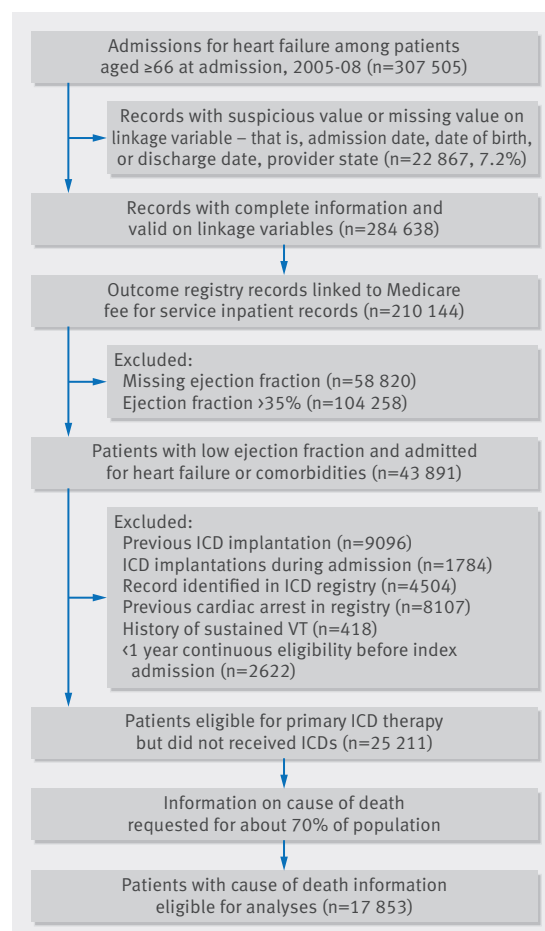 Admissions for heart failure among patients
aged ≥66 at admission, 2005-08 (n=307 505)
Records with suspicious value or missing value on
linkage variable – that is, admission date, date of birth,
or discharge date, provider state (n=22 867, 7.2%)
Records with complete information and
valid on linkage variables (n=284 638)
Outcome registry records linked to Medicare
fee for service inpatient records (n=210 144)
Excluded:
Missing ejection fraction (n=58 820)
Ejection fraction >35% (n=104 258)
Patients with low ejection fraction and admitted
for heart failure or comorbidities (n=43 891)
Excluded:
Previous ICD implantation (n=9096)
ICD implantations during admission (n=1784)
Record identified in ICD registry (n=4504)
Previous cardiac arrest in registry (n=8107)
History of sustained VT (n=418)
<1 year continuous eligibility before index
admission (n=2622)
Patients eligible for primary ICD therapy
but did not received ICDs (n=25 211)
Information on cause of death
requested for about 70% of population
Patients with cause of death information
eligible for analyses (n=17 853)